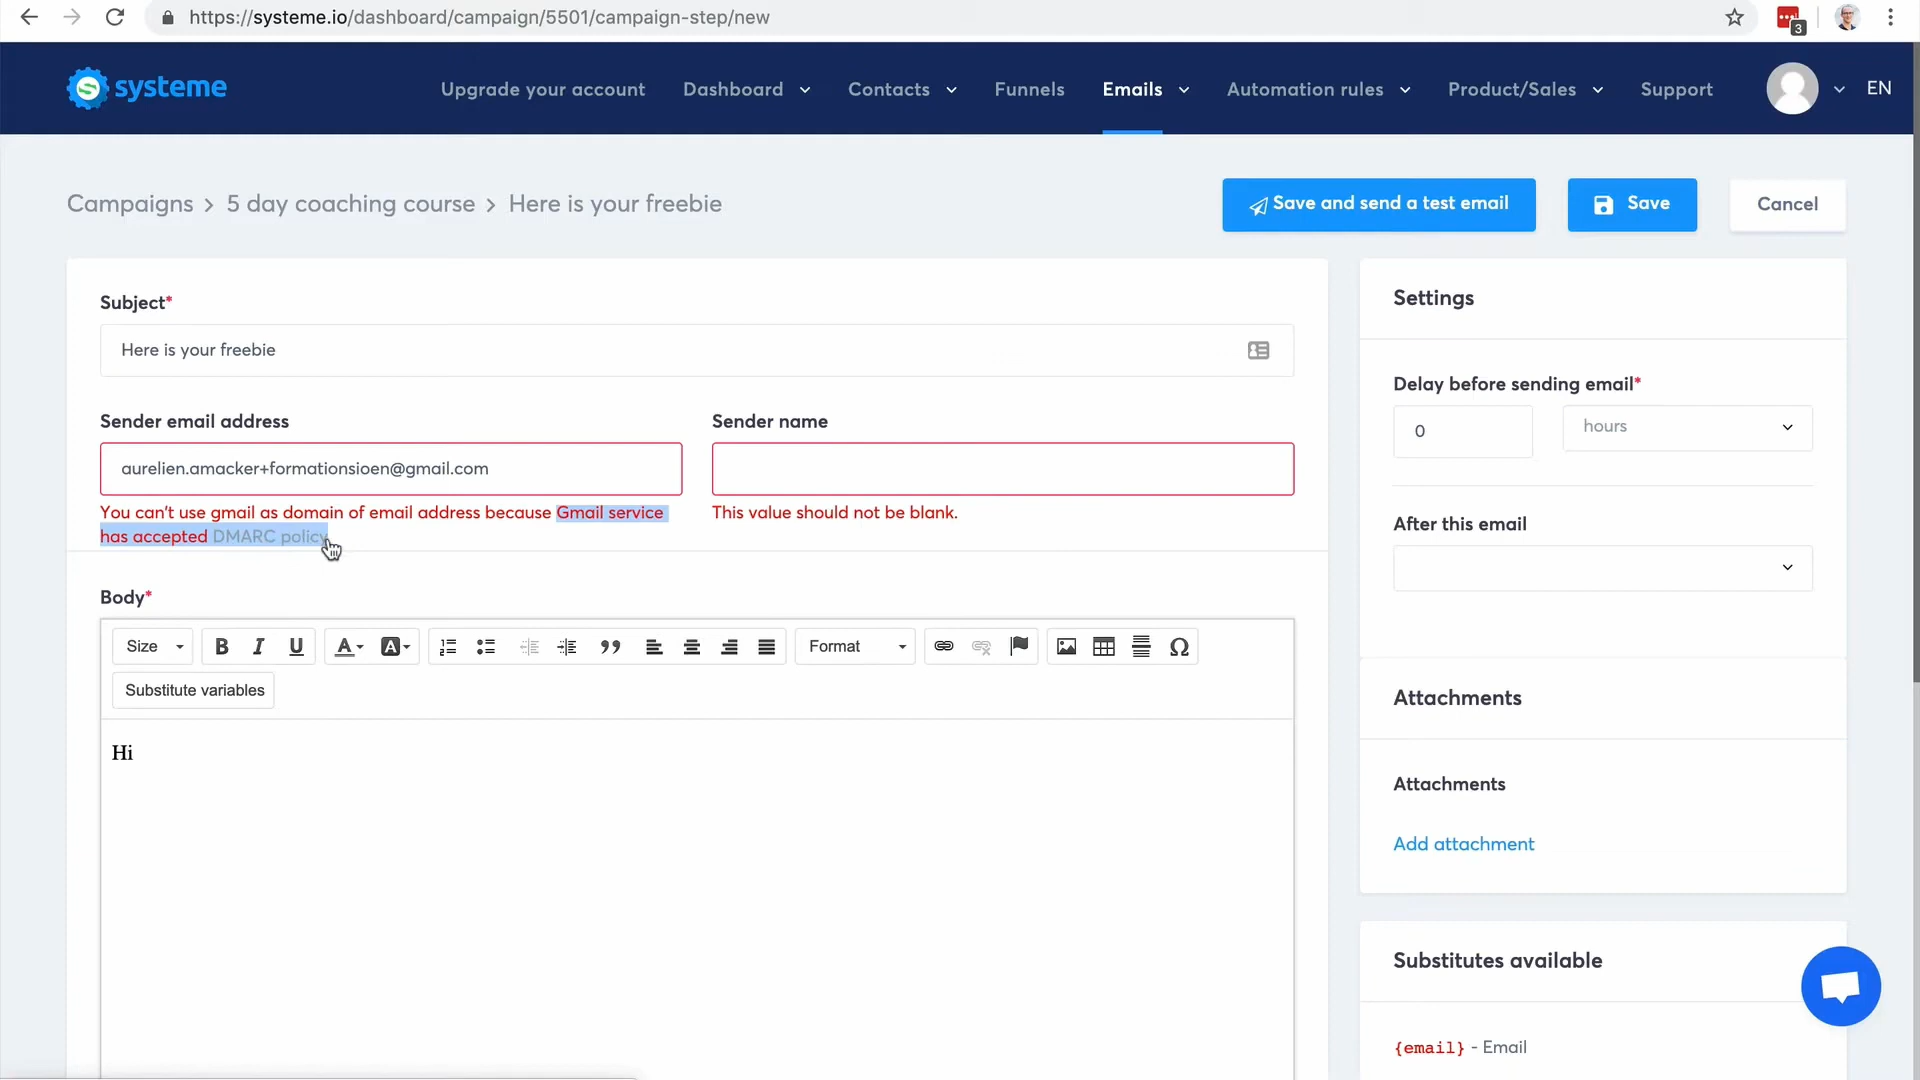 https://systeme.io/dashboard/campaign/5501/campaign-step/new
3
systeme
Upgrade your account Dashboard Contacts Funnels Emails Automation rules Product/Sales Support EN
Campaigns > 5 day coaching course > Here is your freebie
Save and send a test email Save Cancel
Subject*
Here is your freebie
Sender email address
aurelien.amacker+formationsioen@gmail.com
You can't use gmail as domain of email address because Gmail service
has accepted DMARC policy
Sender name
This value should not be blank.
Body*
Size B I U A A Format Ω
Substitute variables
Hi
Settings
Delay before sending email*
0 hours
After this email
Attachments
Attachments
Add attachment
Substitutes available
{email} - Email